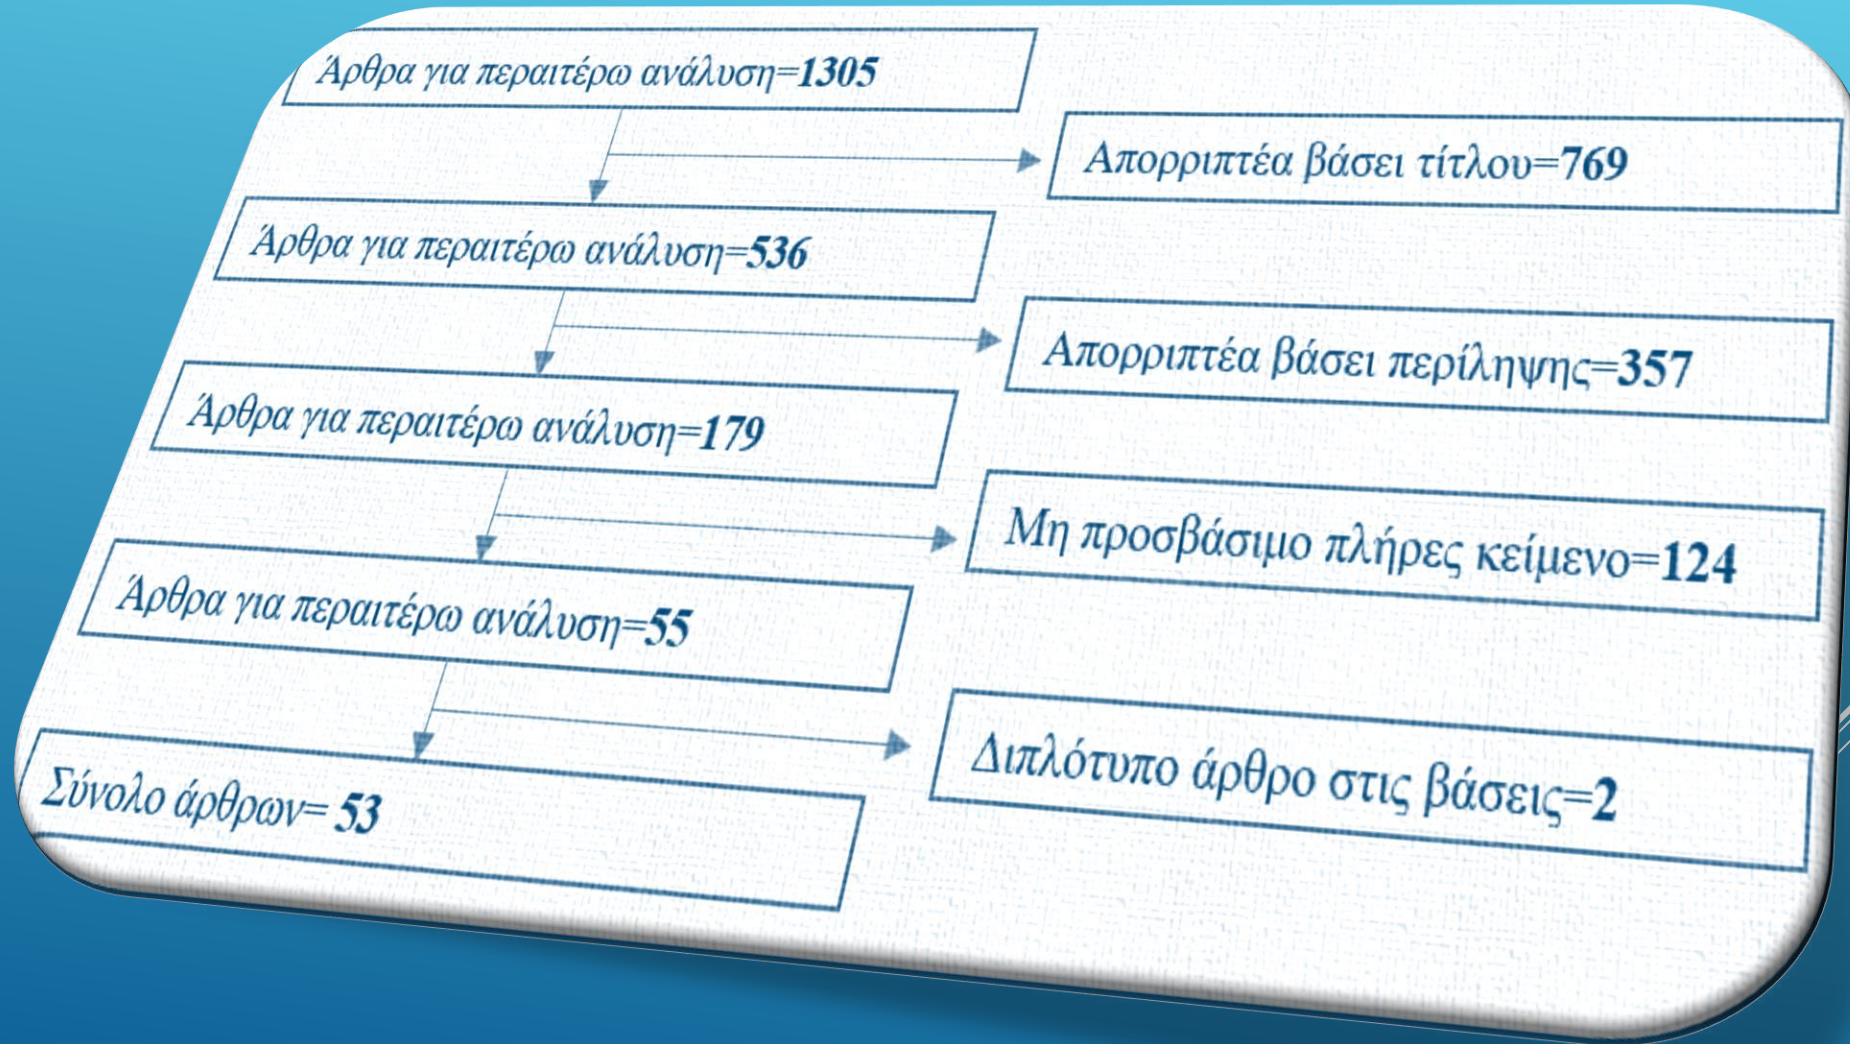 Άρθρα για περαιτέρω ανάλυση=1305
Απορριπτέα βάσει τίτλου=769
Άρθρα για περαιτέρω ανάλυση=536
Απορριπτέα βάσει περίληψης=357
Άρθρα για περαιτέρω ανάλυση=179
Μη προσβάσιμο πλήρες κείμενο=124
Άρθρα για περαιτέρω ανάλυση=55
Διπλότυπο άρθρο στις βάσεις=2
Σύνολο άρθρων= 53